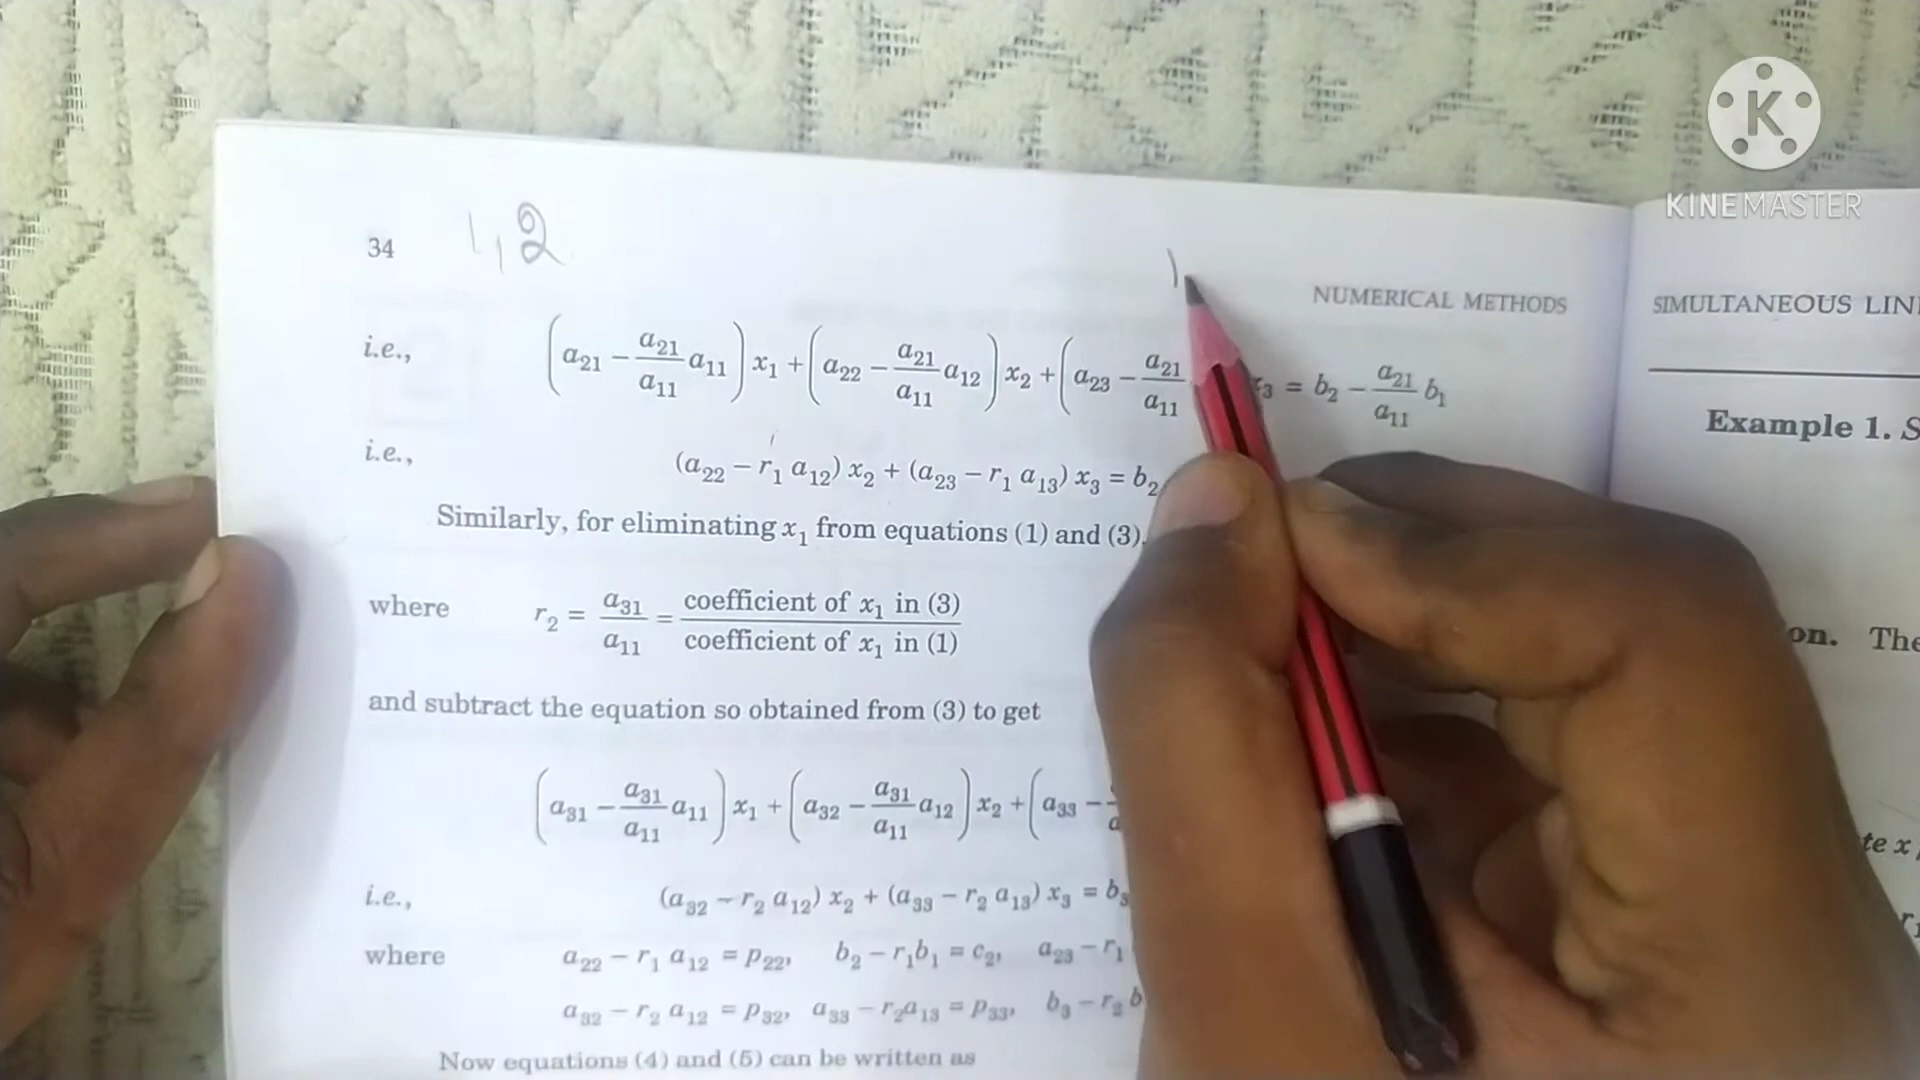 K
KINEMASTER
34 1,2
NUMERICAL METHODS
i.e., (a21 − a21/a11 a11) x1 + (a22 − a21/a11 a12) x2 + (a23 − a21/a11 x3 = b2 − a21/a11 b1
i.e., (a22 − r1 a12) x2 + (a23 − r1 a13) x3 = b2
Similarly, for eliminating x1 from equations (1) and (3),
where r2 = a31/a11 = coefficient of x1 in (3)/coefficient of x1 in (1)
and subtract the equation so obtained from (3) to get
(a31 − a31/a11 a11) x1 + (a32 − a31/a11 a12) x2 + (a33 −
i.e., (a32 − r2 a12) x2 + (a33 − r2 a13) x3 = b3
where a22 − r1 a12 = p22, b2 − r1b1 = c2, a23 − r1
a32 − r2 a12 = p32, a33 − r2a13 = p33, b3 − r2 b
Now equations (4) and (5) can be written as
SIMULTANEOUS
Example 1.